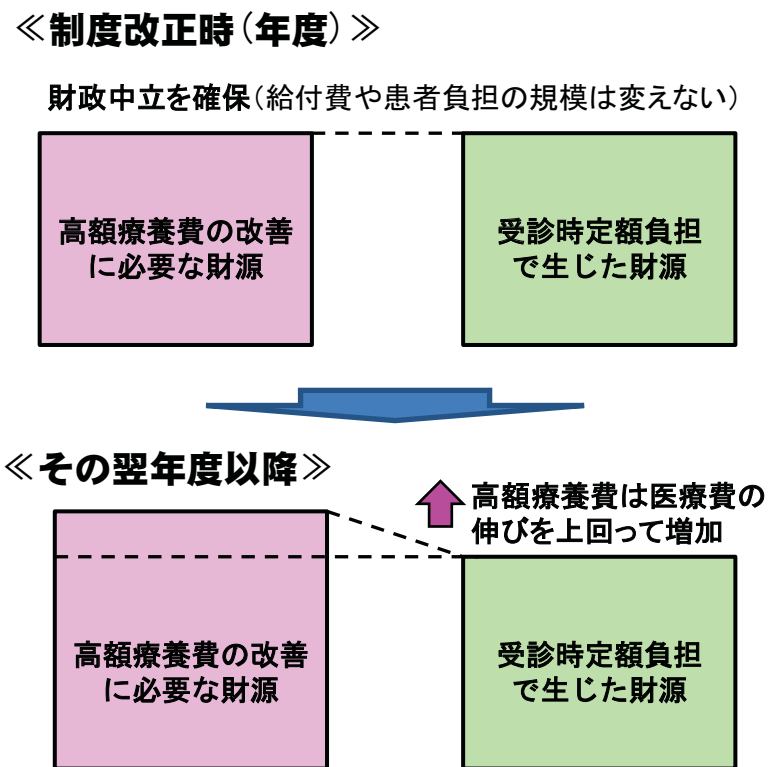 ≪制度改正時(年度)≫
財政中立を確保(給付費や患者負担の規模は変えない)
高額療養費の改善
に必要な財源
受診時定額負担
で生じた財源
≪その翌年度以降≫
高額療養費は医療費の
伸びを上回って増加
高額療養費の改善
に必要な財源
受診時定額負担
で生じた財源